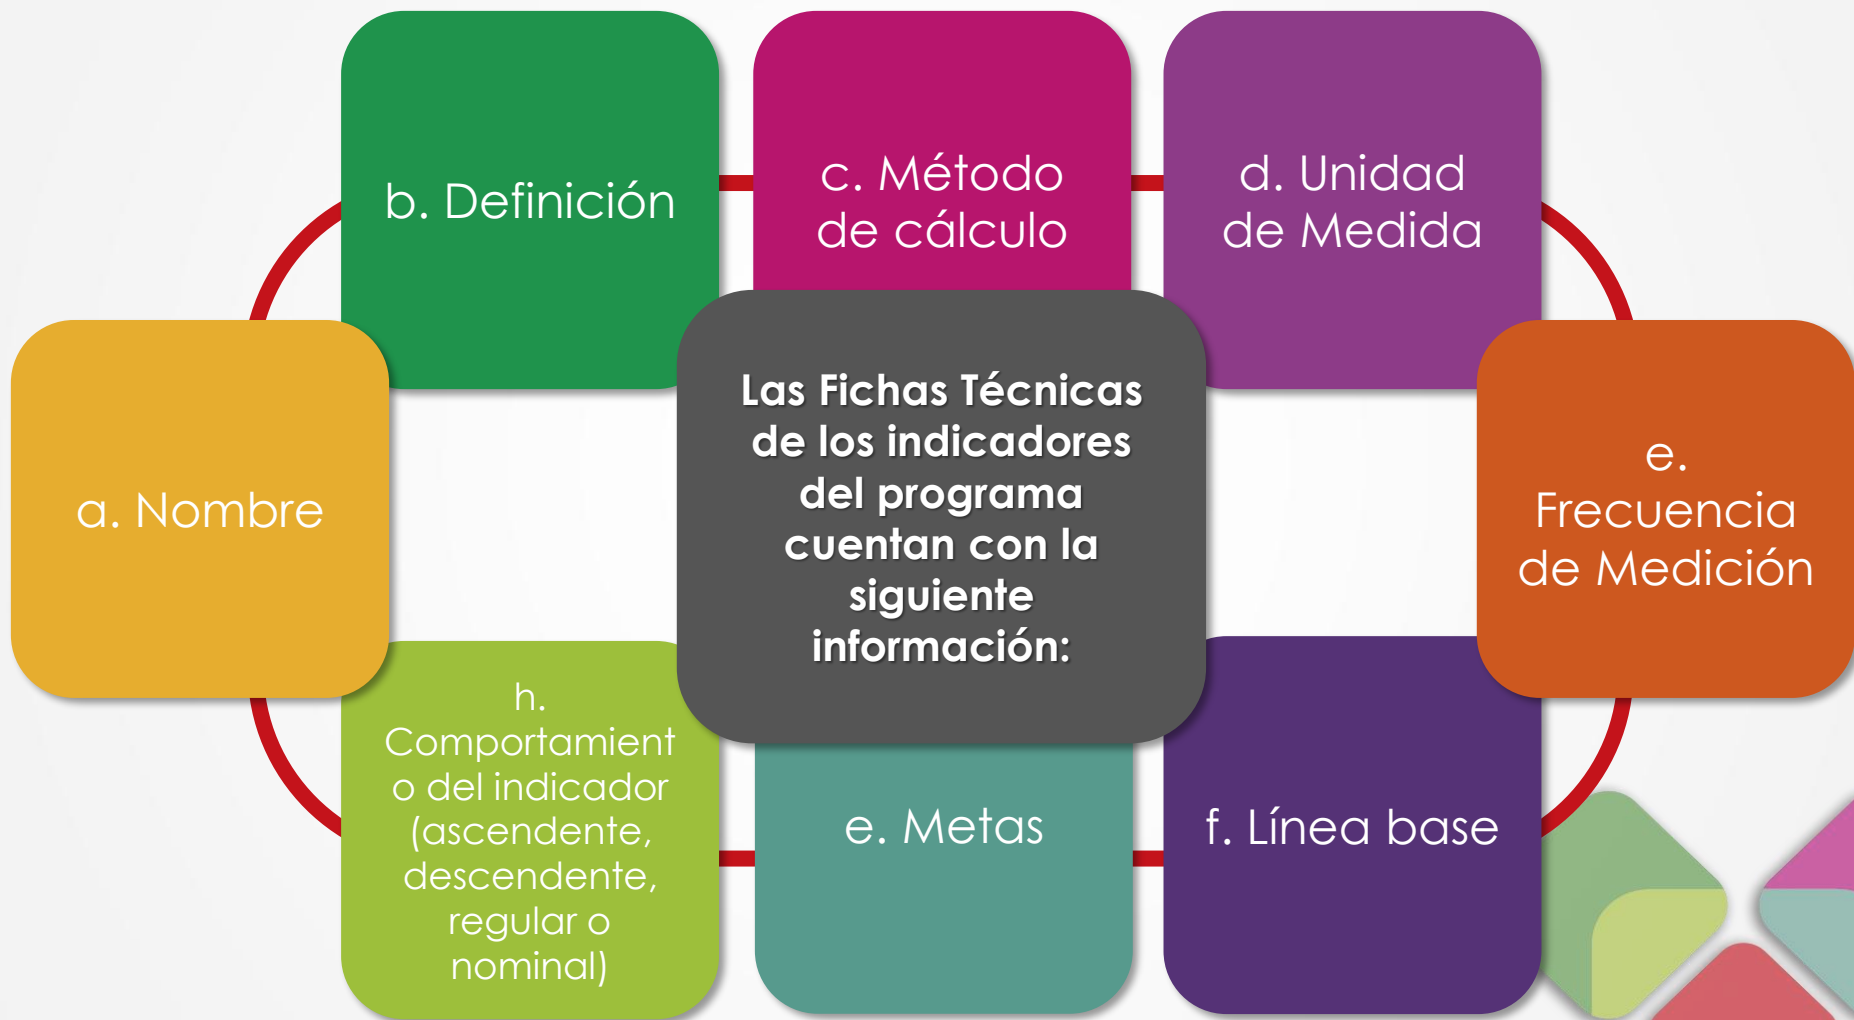 Las Fichas Técnicas
de los indicadores
del programa
cuentan con la
siguiente
información:
a. Nombre
b. Definición
c. Método
de cálculo
d. Unidad
de Medida
e.
Frecuencia
de Medición
f. Línea base
e. Metas
h.
Comportamient
o del indicador
(ascendente,
descendente,
regular o
nominal)